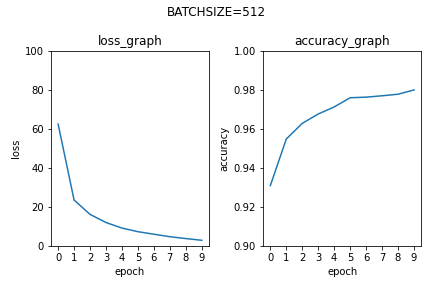 BATCHSIZE=512
loss_graph
100
80
60
40
20
0
loss
0 1 2 3 4 5 6 7 8 9
epoch
accuracy_graph
1.00
0.98
0.96
0.94
0.92
0.90
accuracy
0 1 2 3 4 5 6 7 8 9
epoch